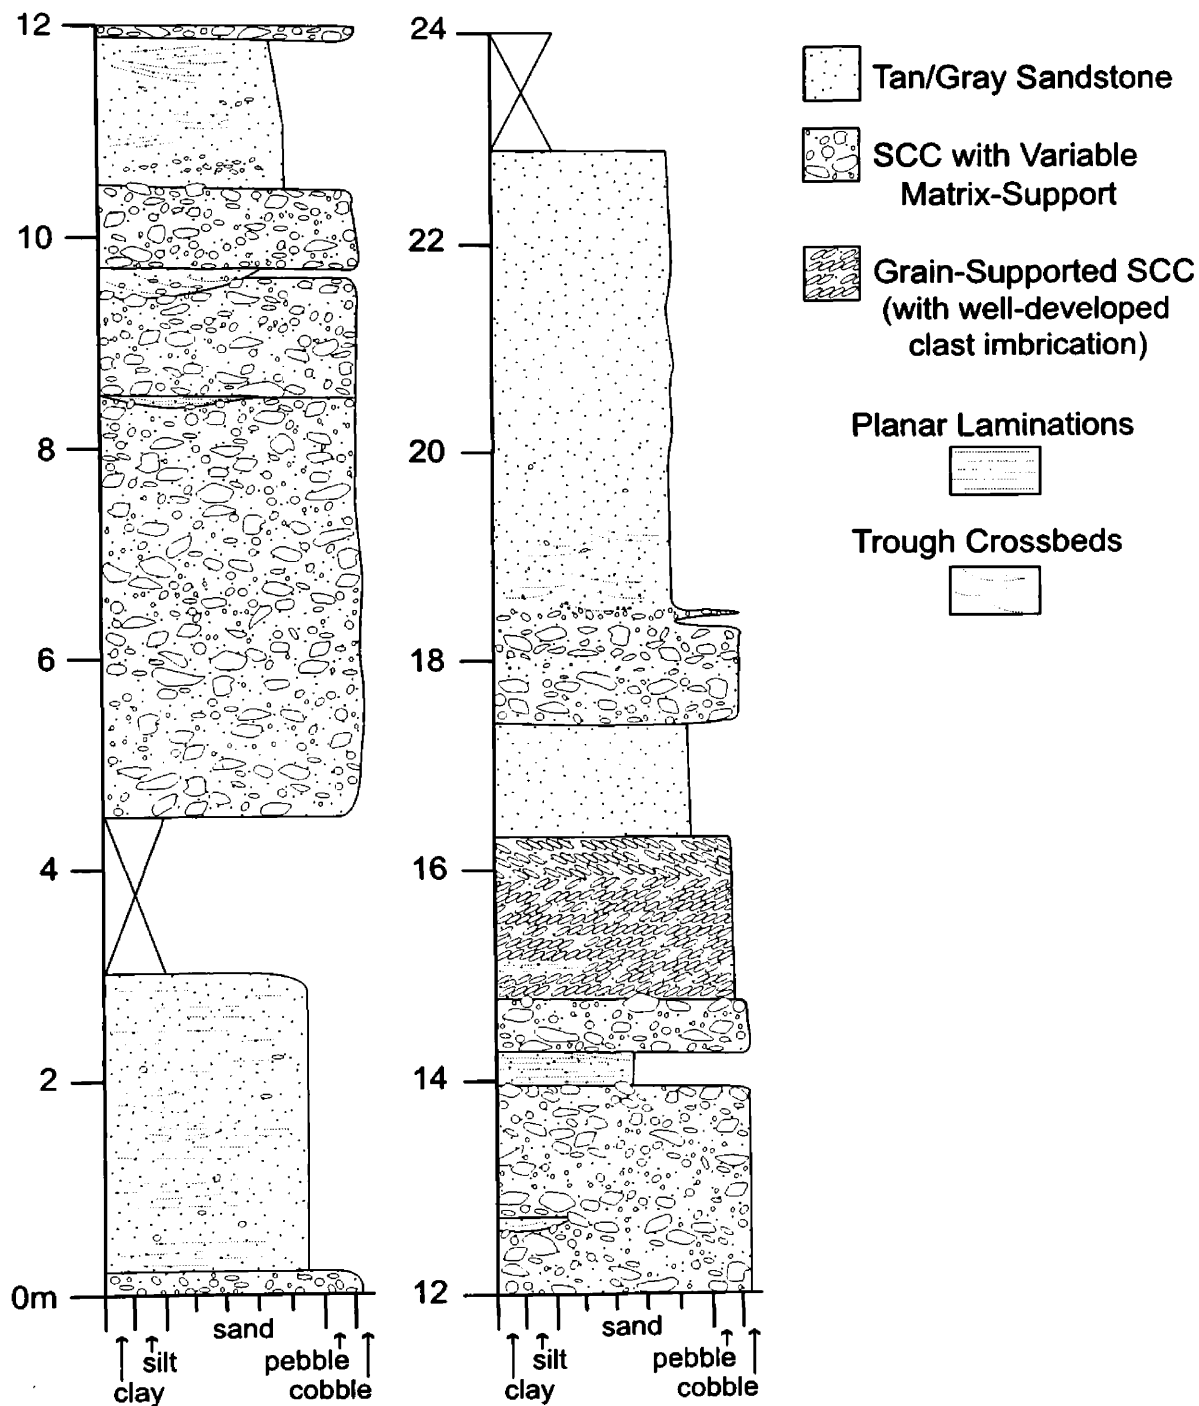 12
10
8
6
4
2
0m
sand
silt
pebble
clay
cobble
24
22
20
18
16
14
12
sand
silt
pebble
clay
cobble
Tan/Gray Sandstone
SCC with Variable
Matrix-Support
Grain-Supported SCC
(with well-developed
clast imbrication)
Planar Laminations
Trough Crossbeds